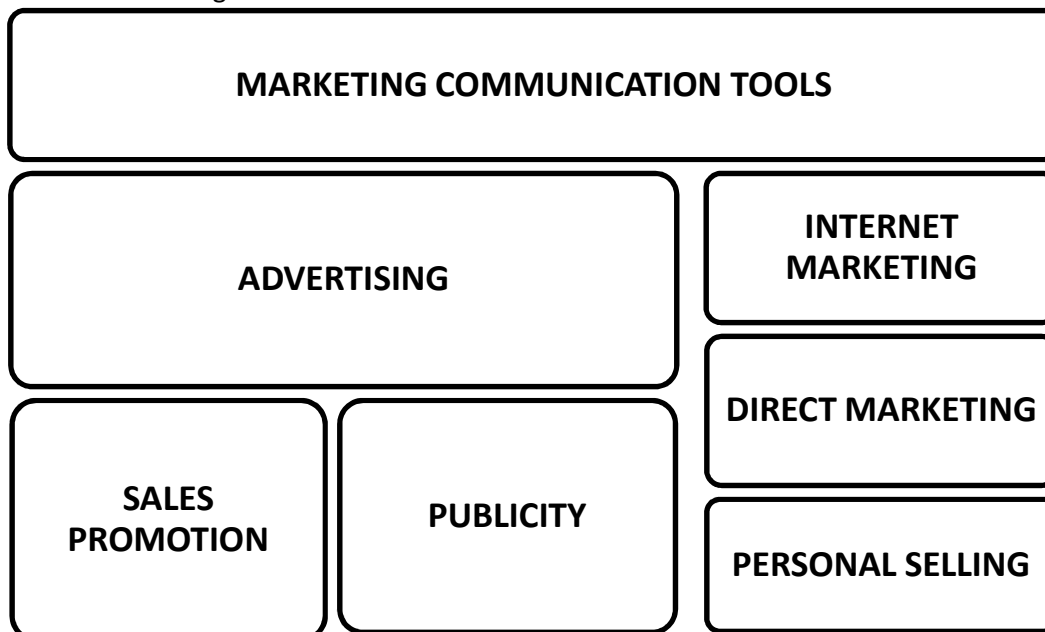 MARKETING COMMUNICATION TOOLS
ADVERTISING
INTERNET
MARKETING
DIRECT MARKETING
SALES
PROMOTION
PUBLICITY
PERSONAL SELLING